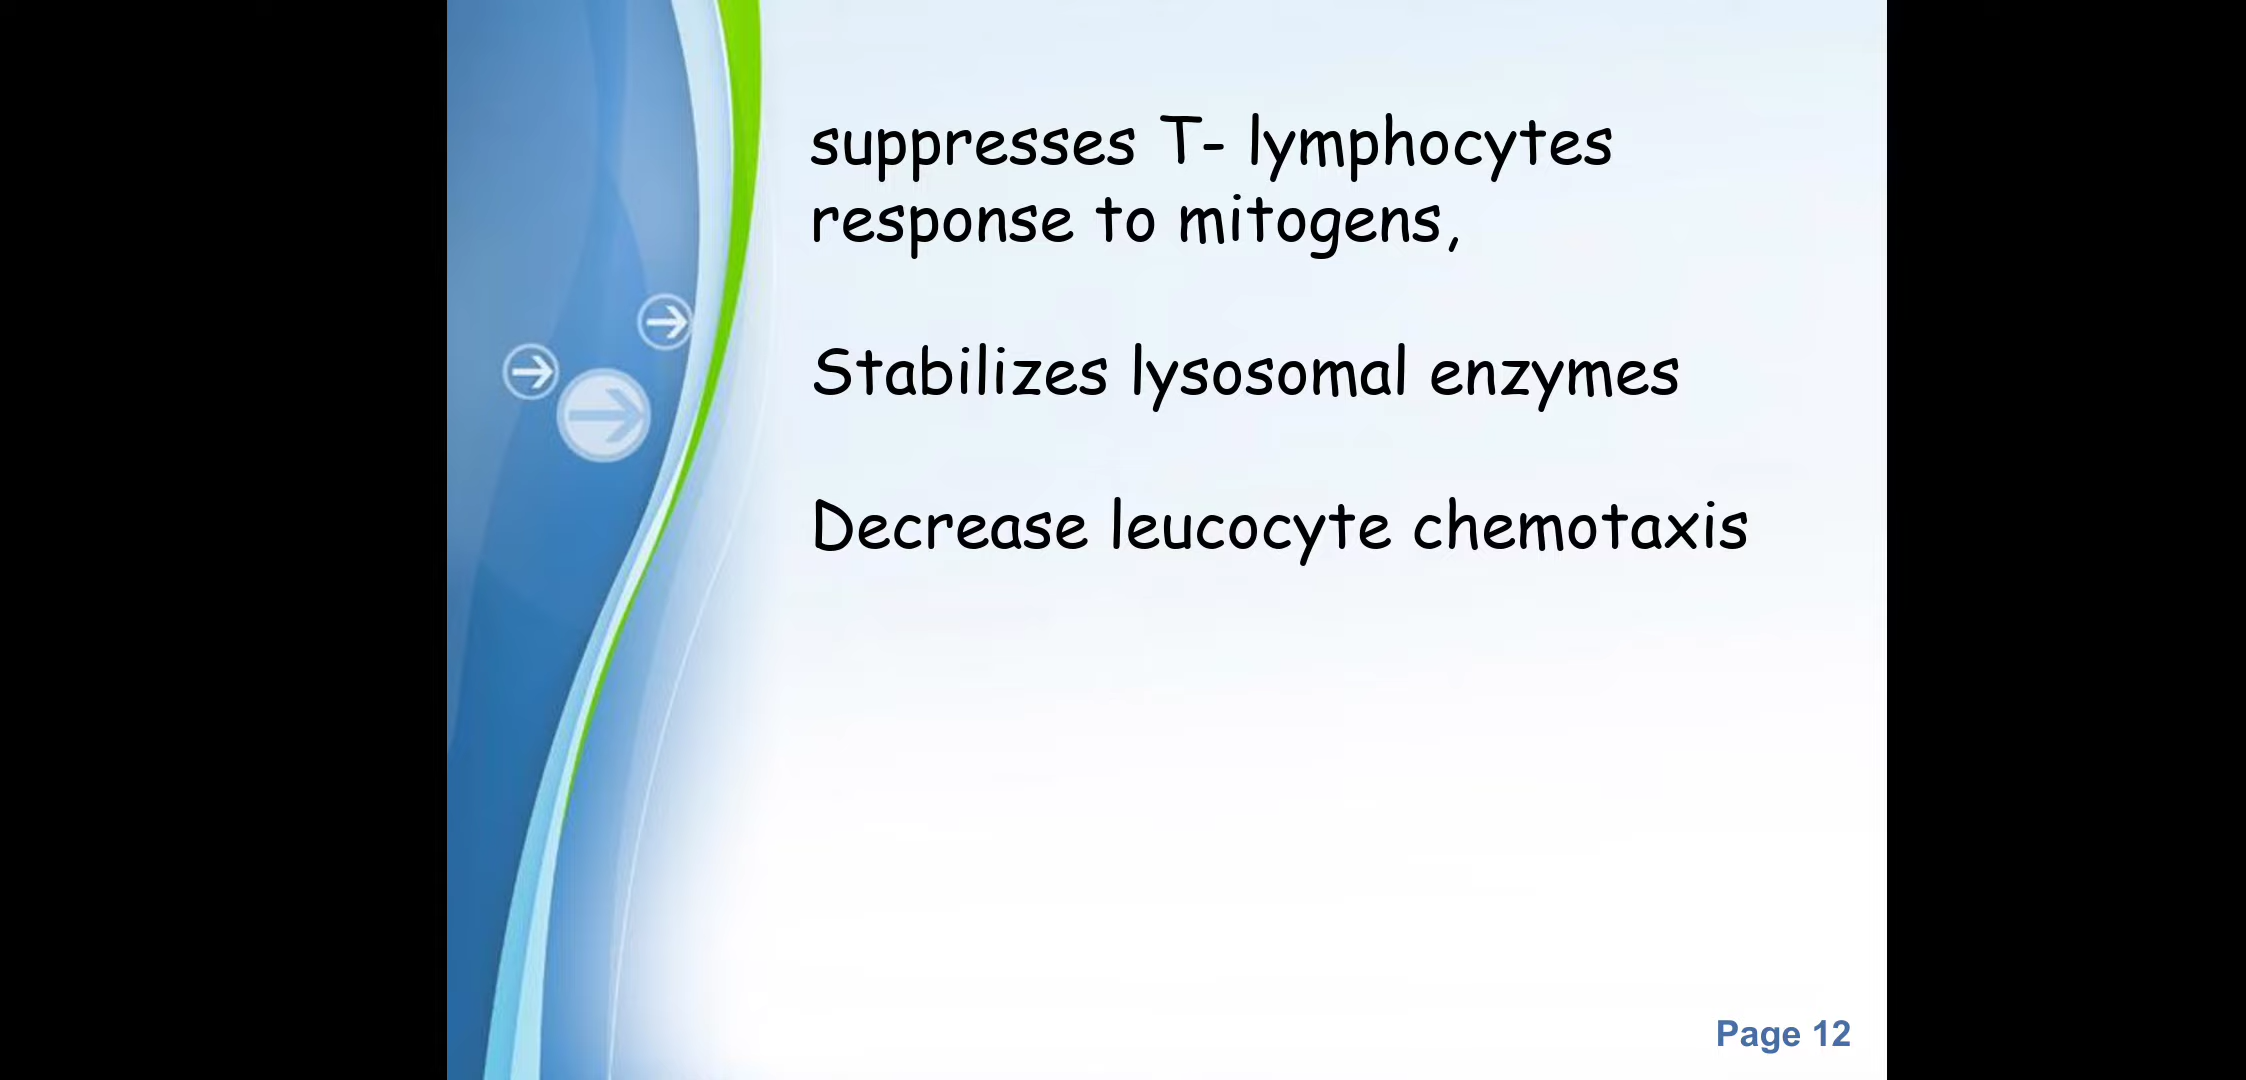 suppresses T- lymphocytes
response to mitogens,
Stabilizes lysosomal enzymes
Decrease leucocyte chemotaxis
Page 12